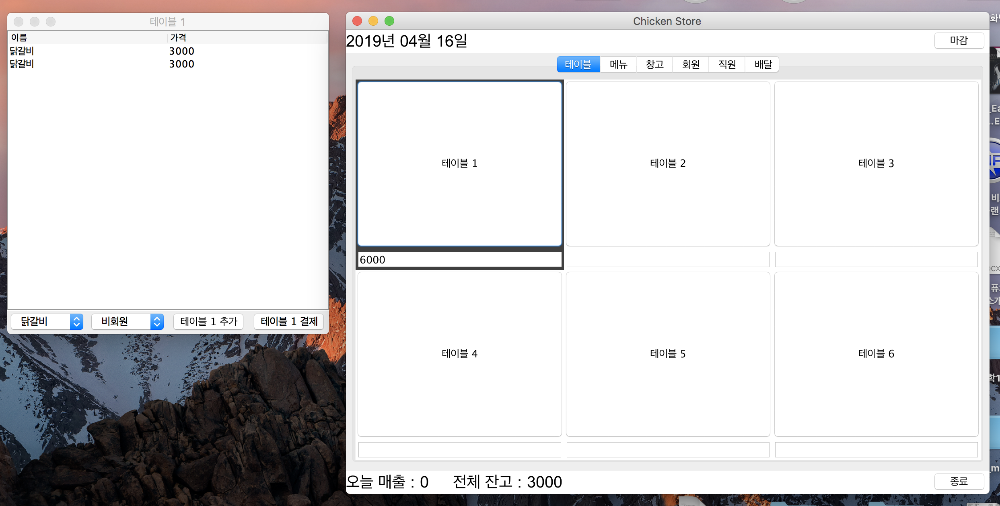 테이블 1
이름 가격
닭갈비 3000
닭갈비 3000
닭갈비 비회원 테이블 1 추가 테이블 1 결제
Chicken Store
2019년 04월 16일 마감
테이블 메뉴 창고 회원 직원 배달
테이블 1 테이블 2 테이블 3
6000
테이블 4 테이블 5 테이블 6
오늘 매출 : 0 전체 잔고 : 3000 종료